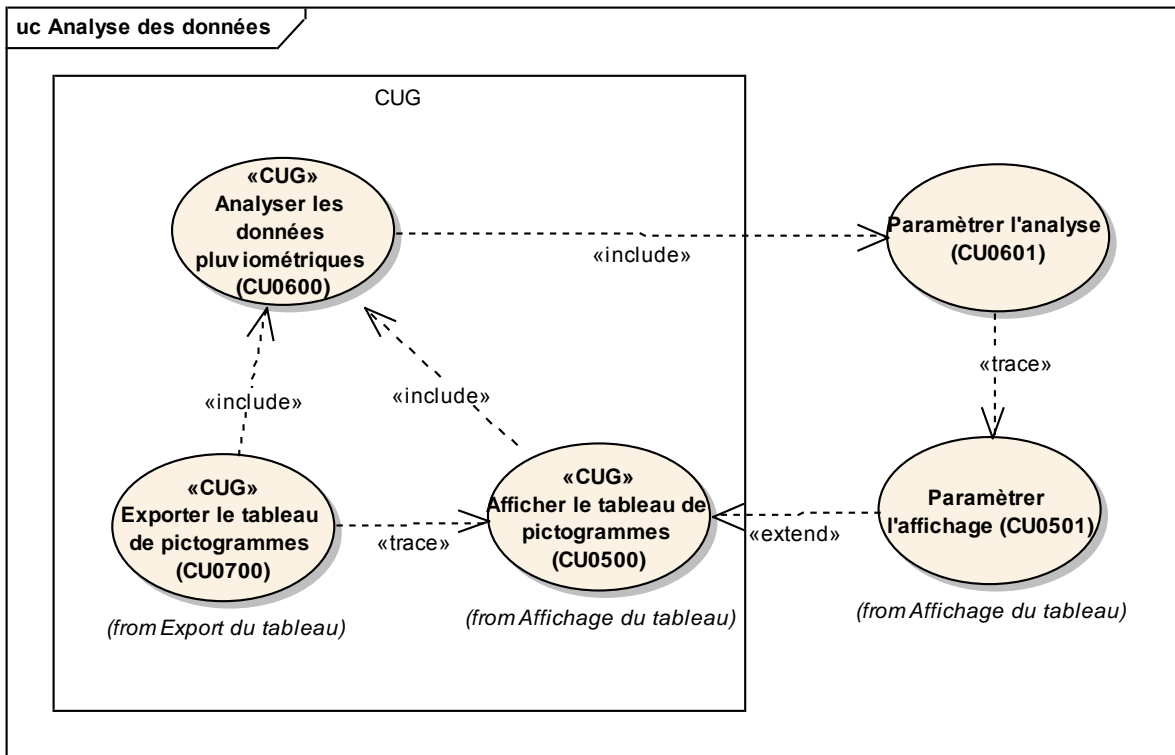 uc Analyse des données
CUG
«CUG»
Analyser les
données
pluviométriques
(CU0600)
Paramètrer l'analyse
(CU0601)
«include»
«trace»
«include»
«include»
«CUG»
Exporter le tableau
de pictogrammes
(CU0700)
«trace»
«CUG»
Afficher le tableau de
pictogrammes
(CU0500)
«extend»
Paramètrer
l'affichage (CU0501)
(from Export du tableau)
(from Affichage du tableau)
(from Affichage du tableau)